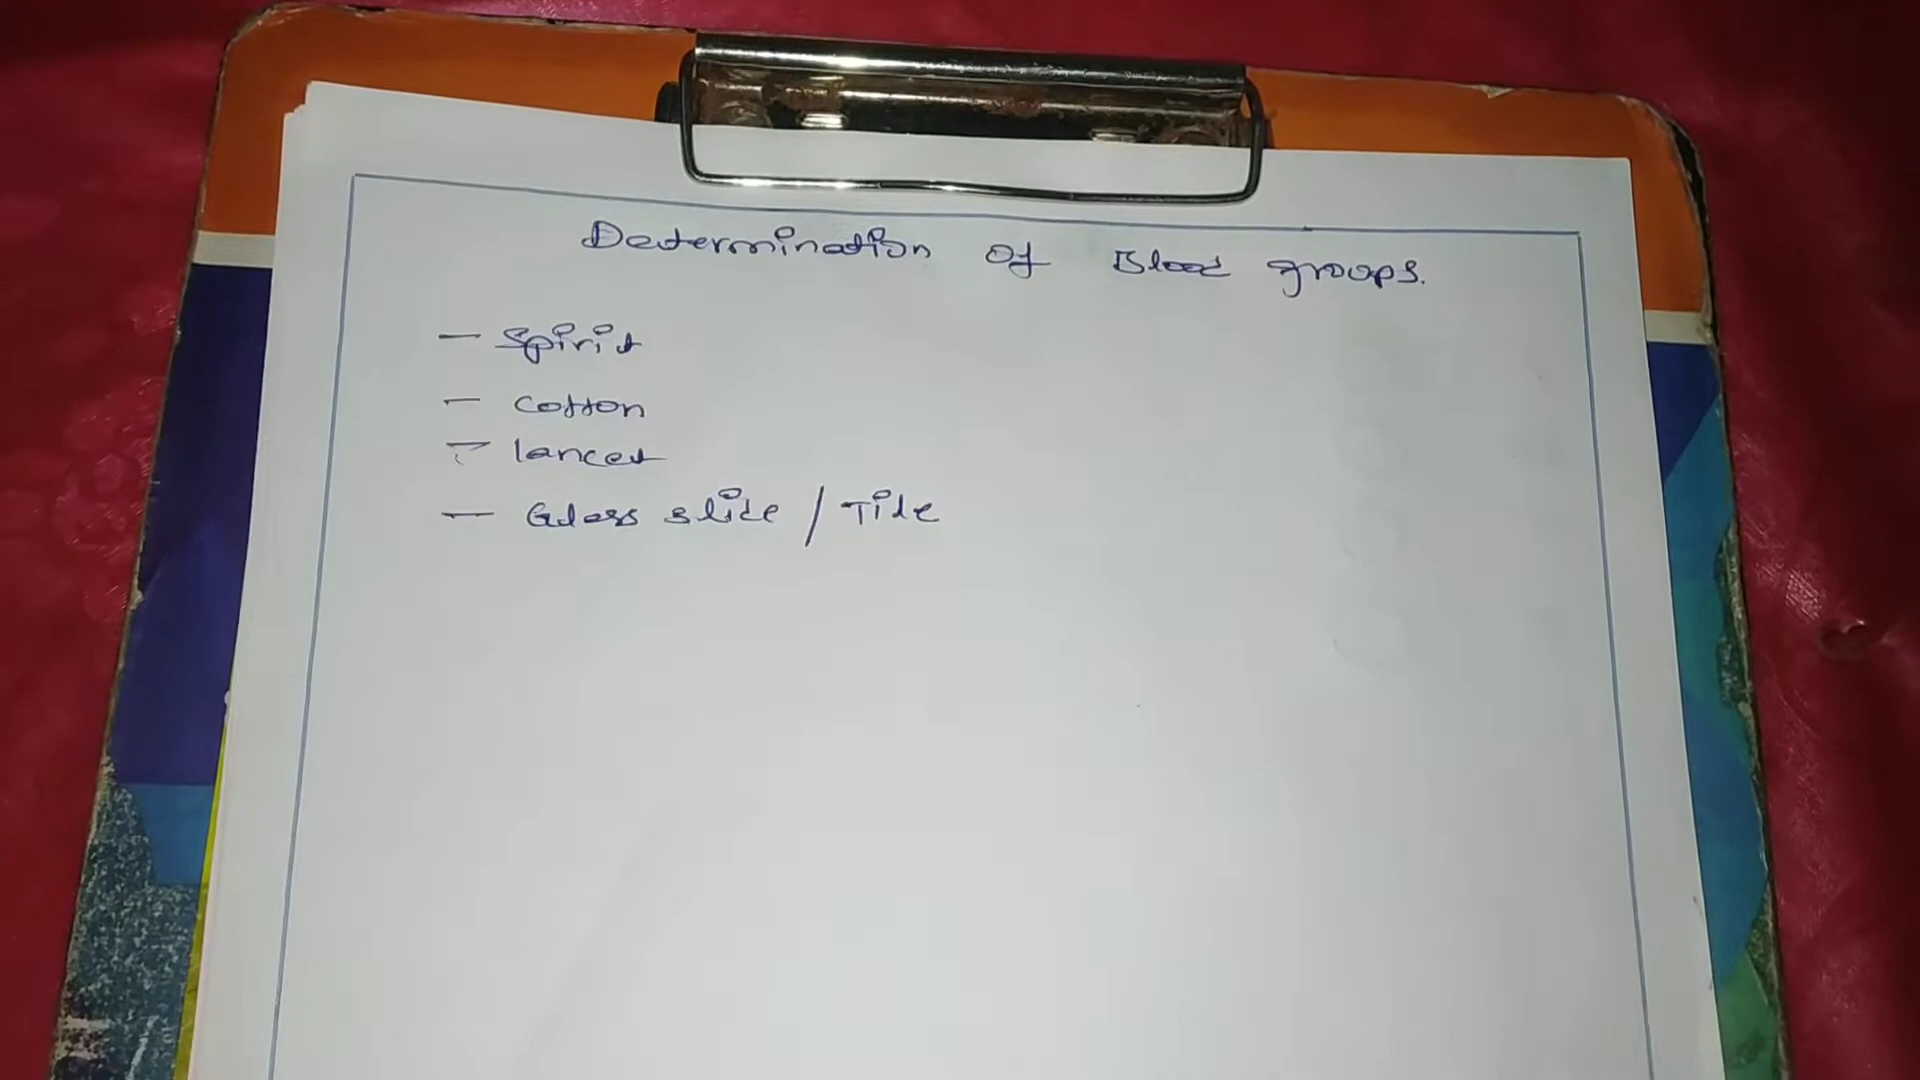 Determination of Blood groups.
- Spirit
- cotton
- lancet
- Glass slide / Tile